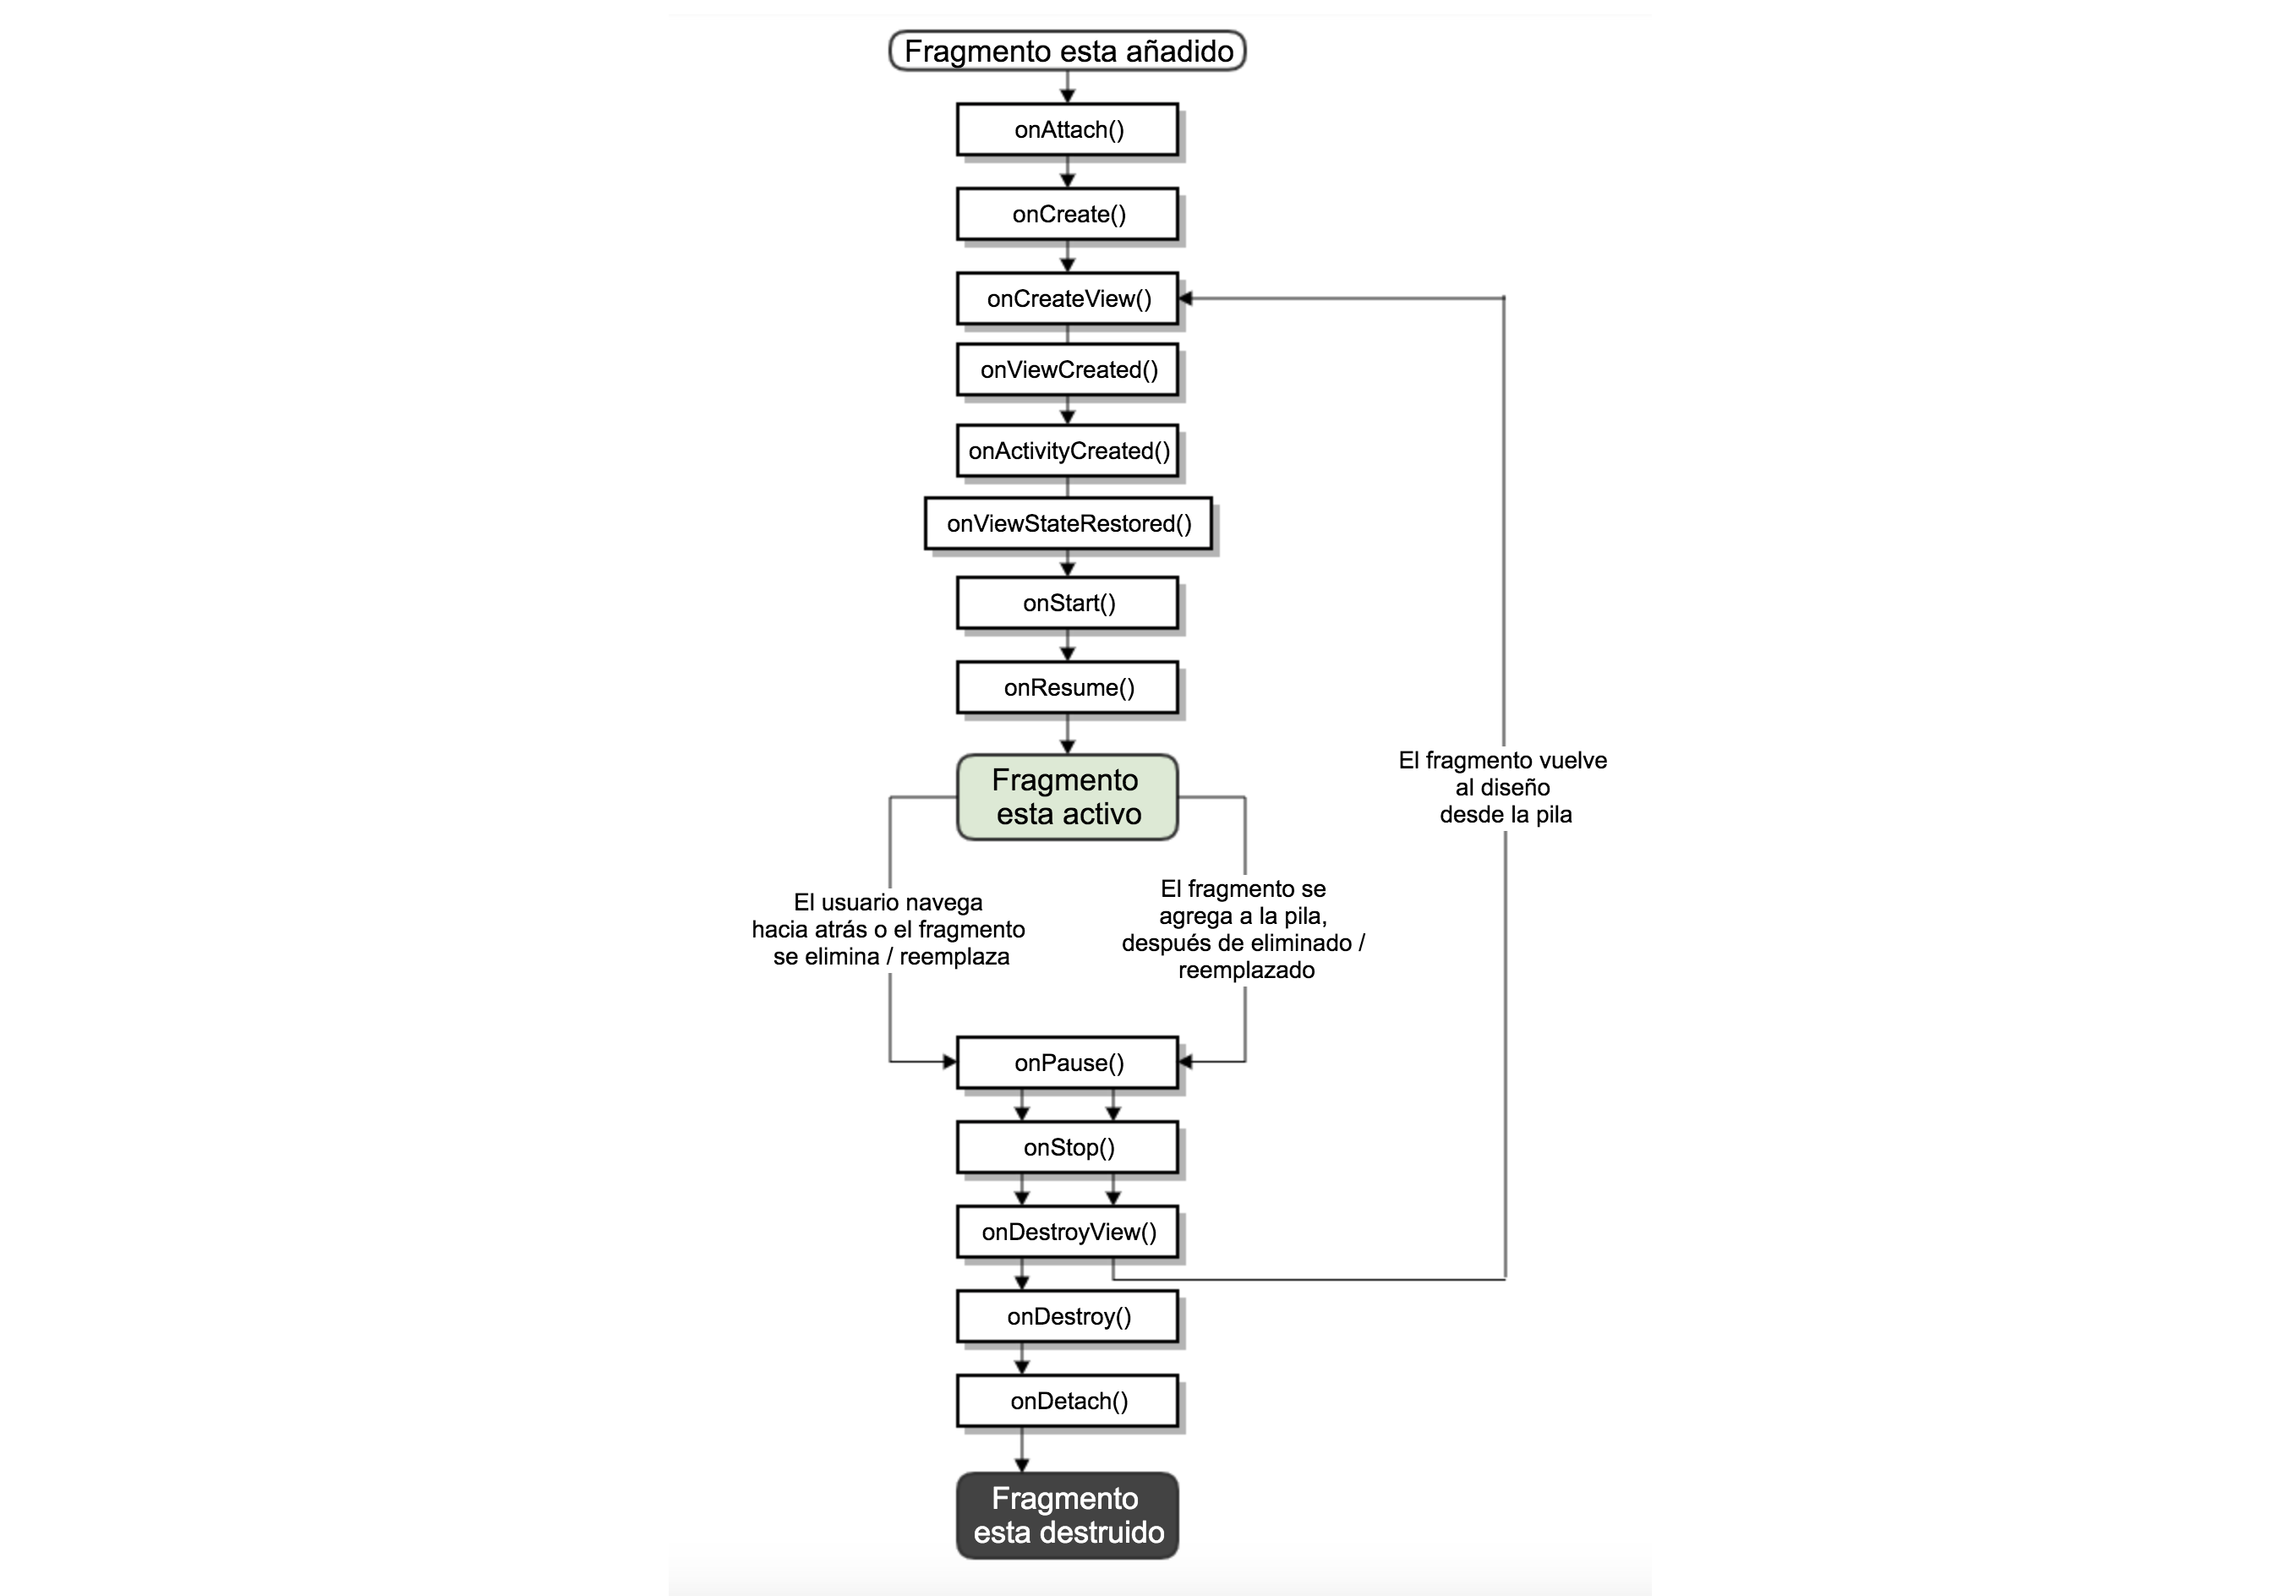 Fragmento esta añadido
onAttach()
onCreate()
onCreateView()
onViewCreated()
onActivityCreated()
onViewStateRestored()
onStart()
onResume()
Fragmento
esta activo
El fragmento vuelve
al diseño
desde la pila
El usuario navega
hacia atrás o el fragmento
se elimina / reemplaza
El fragmento se
agrega a la pila,
después de eliminado /
reemplazado
onPause()
onStop()
onDestroyView()
onDestroy()
onDetach()
Fragmento
esta destruido